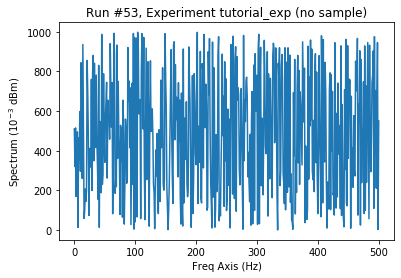 Run #53, Experiment tutorial_exp (no sample)
1000
800
600
400
200
0
Spectrum (10⁻³ dBm)
0 100 200 300 400 500
Freq Axis (Hz)